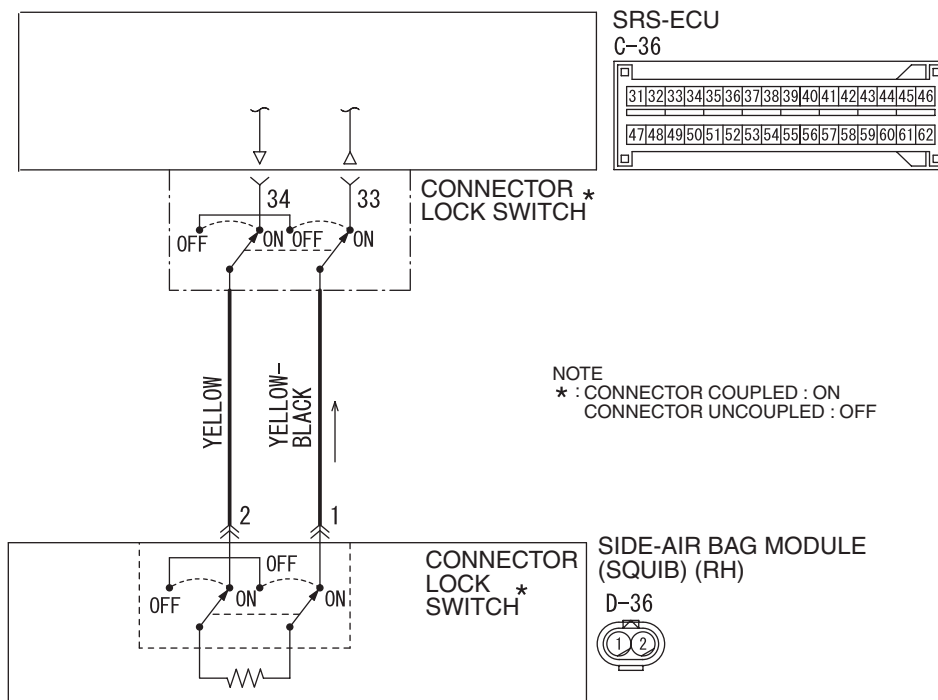 SRS-ECU
C-36
31 32 33 34 35 36 37 38 39 40 41 42 43 44 45 46
47 48 49 50 51 52 53 54 55 56 57 58 59 60 61 62
CONNECTOR
LOCK SWITCH *
34 33
OFF ON OFF ON
YELLOW
YELLOW-
BLACK
NOTE
* : CONNECTOR COUPLED : ON
CONNECTOR UNCOUPLED : OFF
2 1
SIDE-AIR BAG MODULE
(SQUIB) (RH)
D-36
1 2
CONNECTOR
LOCK
SWITCH *
OFF ON OFF ON